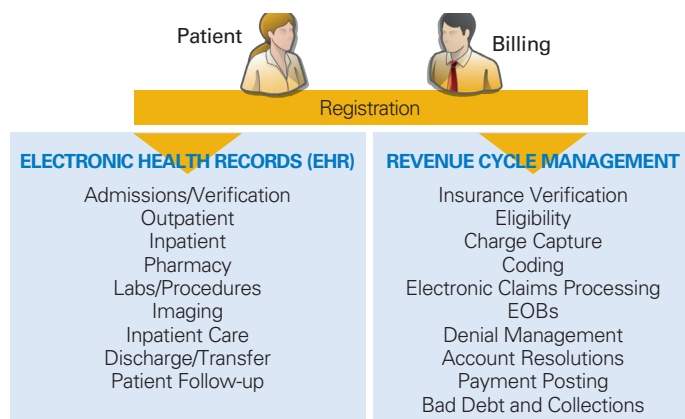 Patient
Billing
Registration
ELECTRONIC HEALTH RECORDS (EHR)
Admissions/Verification
Outpatient
Inpatient
Pharmacy
Labs/Procedures
Imaging
Inpatient Care
Discharge/Transfer
Patient Follow-up
REVENUE CYCLE MANAGEMENT
Insurance Verification
Eligibility
Charge Capture
Coding
Electronic Claims Processing
EOBs
Denial Management
Account Resolutions
Payment Posting
Bad Debt and Collections